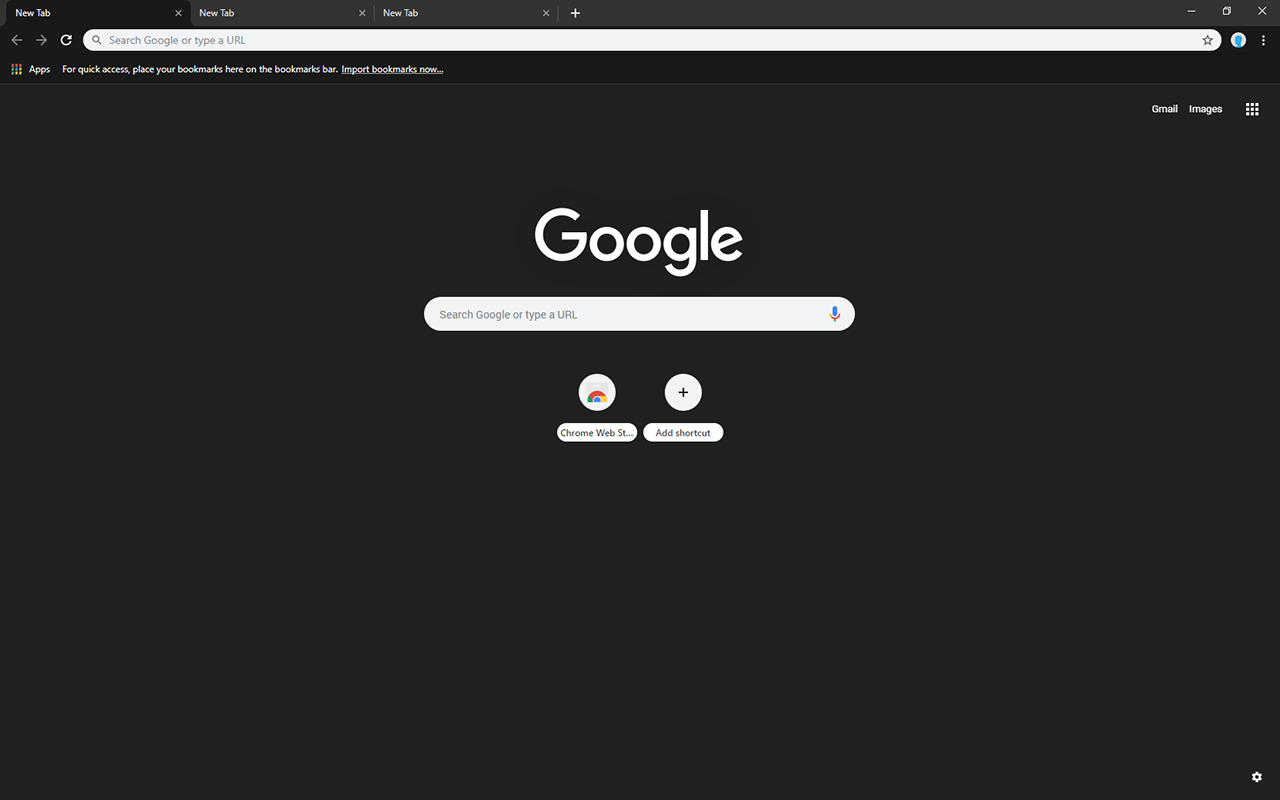 New Tab New Tab New Tab
Search Google or type a URL
Apps For quick access, place your bookmarks here on the bookmarks bar. Import bookmarks now...
Gmail Images
Google
Search Google or type a URL
Chrome Web St... Add shortcut